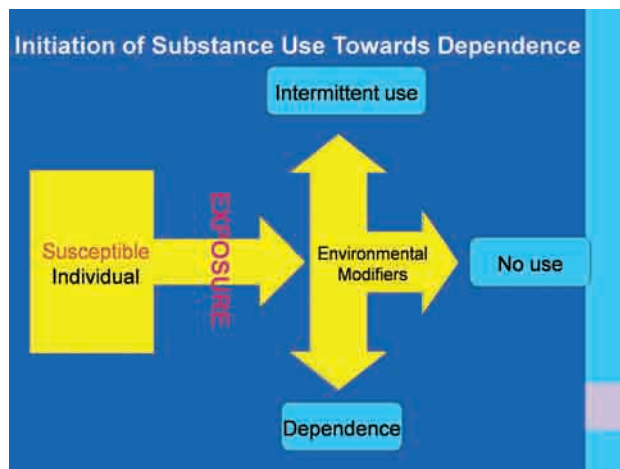 Initiation of Substance Use Towards Dependence
Intermittent use
Susceptible
Individual
EXPOSURE
Environmental
Modifiers
No use
Dependence